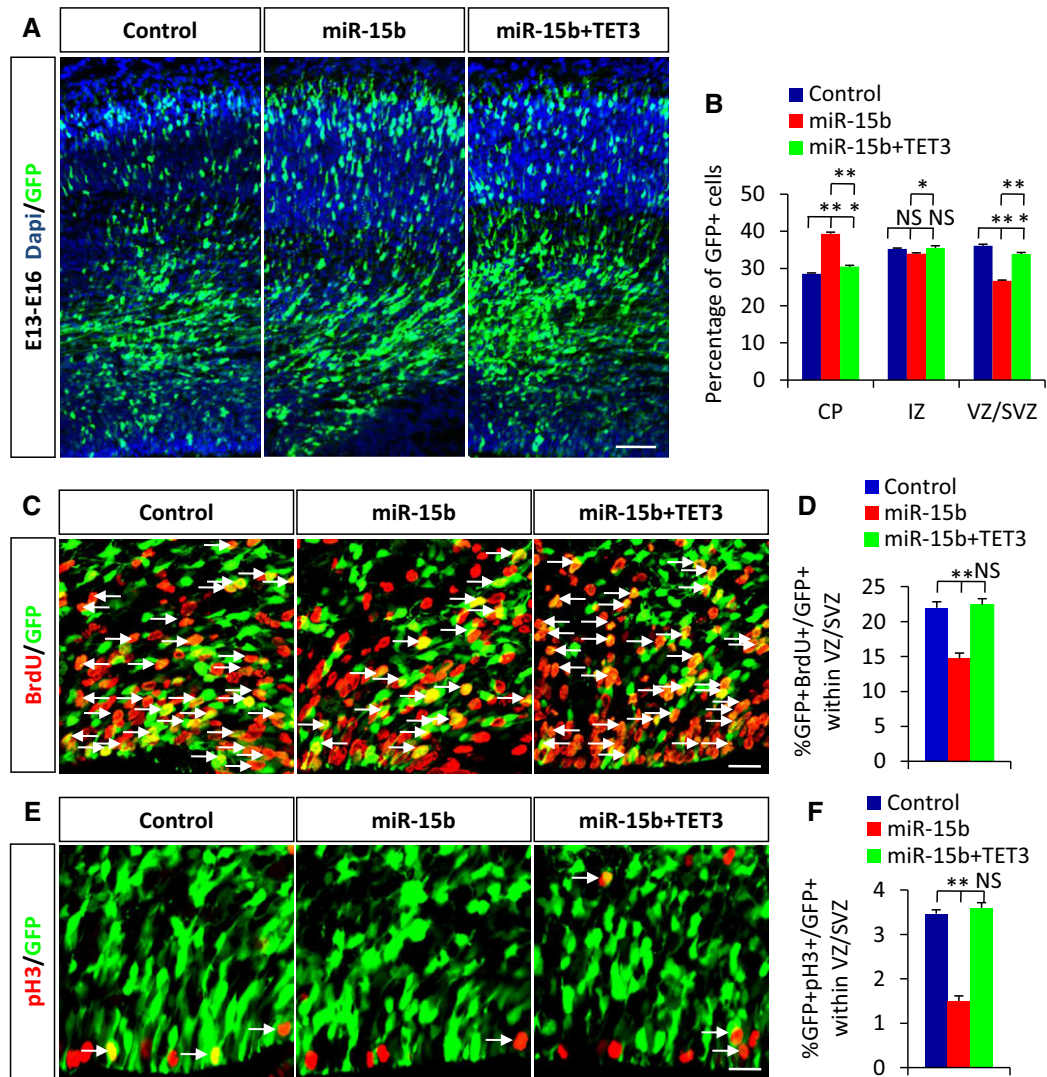 A
Control
miR-15b
miR-15b+TET3
E13-E16 Dapi/GFP
B
Control
miR-15b
miR-15b+TET3
Percentage of GFP+ cells
50
40
30
20
10
0
**
** *
*
NS NS
**
** *
CP
IZ
VZ/SVZ
C
Control
miR-15b
miR-15b+TET3
BrdU/GFP
D
Control
miR-15b
miR-15b+TET3
%GFP+BrdU+/GFP+
within VZ/SVZ
25
20
15
10
5
0
** NS
E
Control
miR-15b
miR-15b+TET3
pH3/GFP
F
Control
miR-15b
miR-15b+TET3
%GFP+pH3+/GFP+
within VZ/SVZ
4
3
2
1
0
** NS